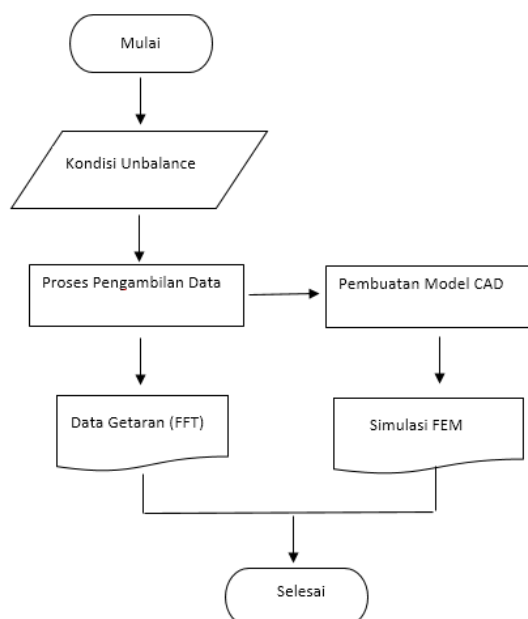 Mulai
Kondisi Unbalance
Proses Pengambilan Data
Pembuatan Model CAD
Data Getaran (FFT)
Simulasi FEM
Selesai